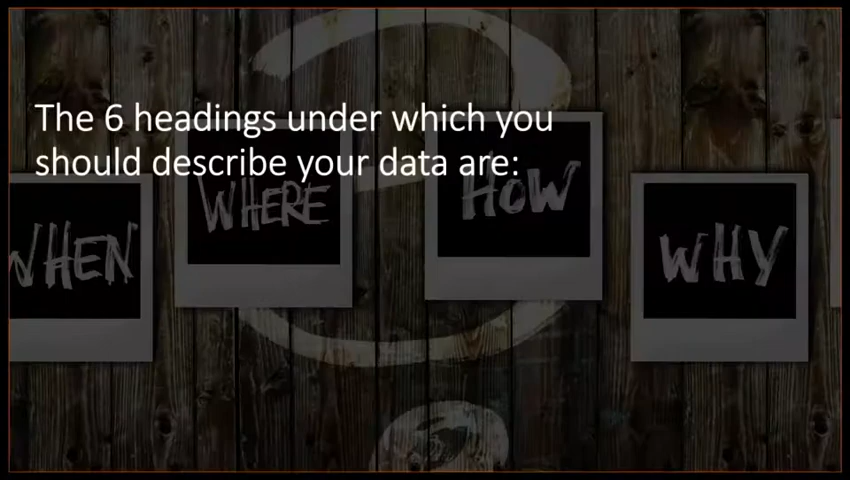 The 6 headings under which you
should describe your data are:
WHEN
WHERE
HOW
WHY